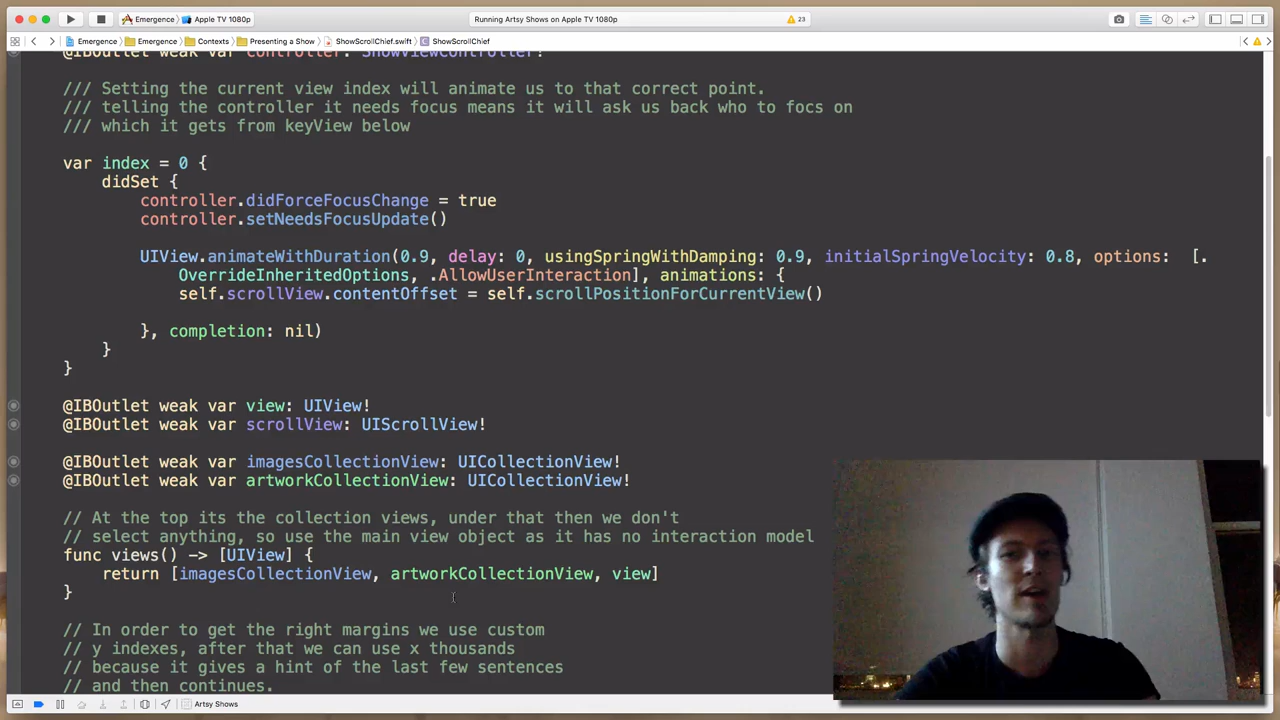 Emergence
Apple TV 1080p
Running Artsy Shows on Apple TV 1080p
23
Emergence
Emergence
Contexts
Presenting a Show
ShowScrollChief.swift
ShowScrollChief
@IBOutlet weak var controller: ShowViewController!
/// Setting the current view index will animate us to that correct point.
/// telling the controller it needs focus means it will ask us back who to focs on
/// which it gets from keyView below
var index = 0 {
didSet {
controller.didForceFocusChange = true
controller.setNeedsFocusUpdate()
UIView.animateWithDuration(0.9, delay: 0, usingSpringWithDamping: 0.9, initialSpringVelocity: 0.8, options: [.
OverrideInheritedOptions, .AllowUserInteraction], animations: {
self.scrollView.contentOffset = self.scrollPositionForCurrentView()
}, completion: nil)
}
}
@IBOutlet weak var view: UIView!
@IBOutlet weak var scrollView: UIScrollView!
@IBOutlet weak var imagesCollectionView: UICollectionView!
@IBOutlet weak var artworkCollectionView: UICollectionView!
// At the top its the collection views, under that then we don't
// select anything, so use the main view object as it has no interaction model
func views() -> [UIView] {
return [imagesCollectionView, artworkCollectionView, view]
}
// In order to get the right margins we use custom
// y indexes, after that we can use x thousands
// because it gives a hint of the last few sentences
// and then continues.
Artsy Shows